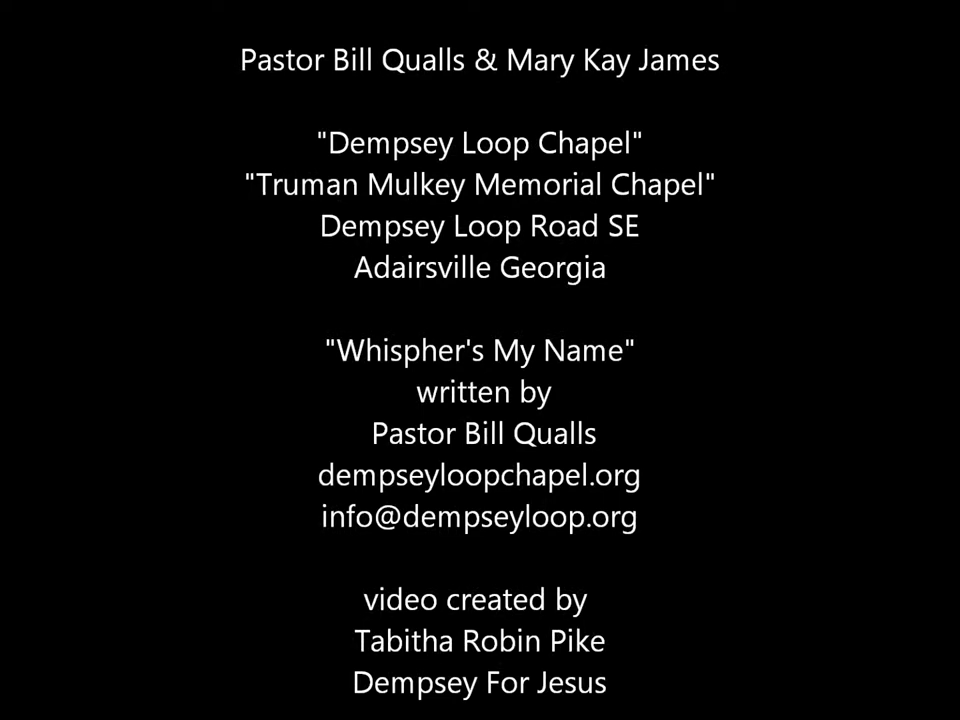 Pastor Bill Qualls & Mary Kay James
"Dempsey Loop Chapel"
"Truman Mulkey Memorial Chapel"
Dempsey Loop Road SE
Adairsville Georgia
"Whispher's My Name"
written by
Pastor Bill Qualls
dempseyloopchapel.org
info@dempseyloop.org
video created by
Tabitha Robin Pike
Dempsey For Jesus